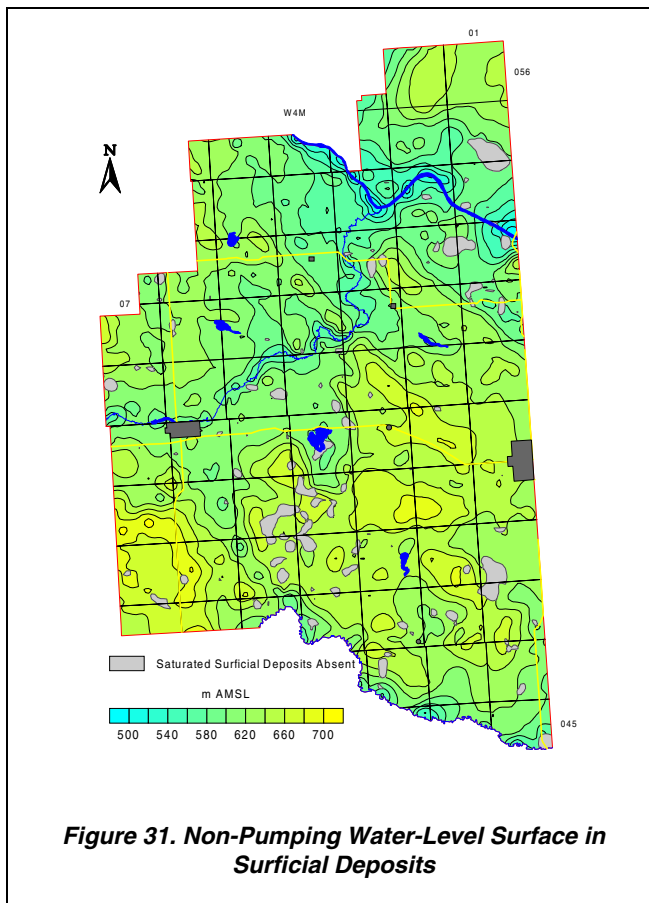 01
056
W4M
N
07
Saturated Surficial Deposits Absent
m AMSL
500 540 580 620 660 700
045
Figure 31. Non-Pumping Water-Level Surface in
Surficial Deposits